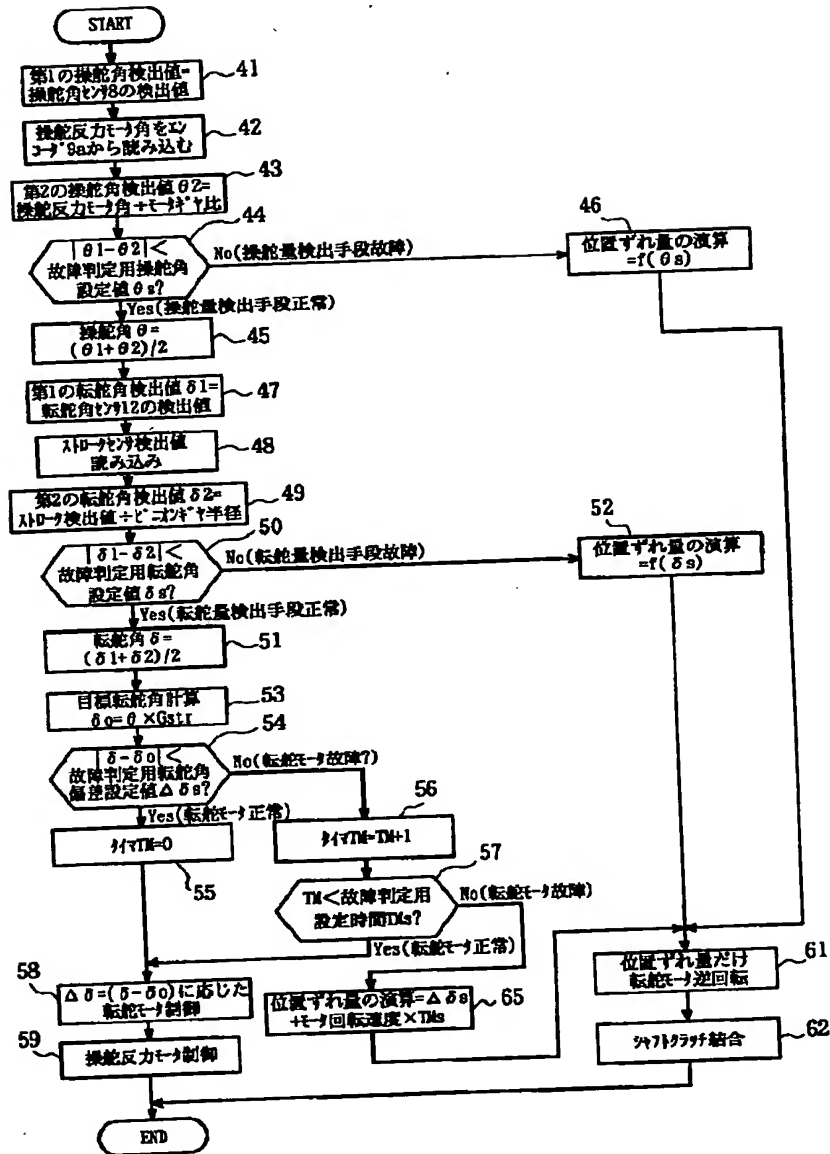 START
第1の操舵角検出値=
操舵角センサ8の検出値
41
操舵反力モータ角をエン
コーダ9aから読み込む
42
第2の操舵角検出値θ2=
操舵反力モータ角÷モータギヤ比
43
|θ1-θ2|<
故障判定用操舵角
設定値θs?
44
No(操舵量検出手段故障)
位置ずれ量の演算
=f(θs)
46
Yes(操舵量検出手段正常)
操舵角θ=
(θ1+θ2)/2
45
第1の転舵角検出値δ1=
転舵角センサ12の検出値
47
ストロークセンサ検出値
読み込み
48
第2の転舵角検出値δ2=
ストローク検出値÷ピニオンギヤ半径
49
|δ1-δ2|<
故障判定用転舵角
設定値δs?
50
No(転舵量検出手段故障)
位置ずれ量の演算
=f(δs)
52
Yes(転舵量検出手段正常)
転舵角δ=
(δ1+δ2)/2
51
目標転舵角計算
δo=θ×Gstr
53
|δ-δo|<
故障判定用転舵角
偏差設定値Δδs?
54
No(転舵モータ故障?)
Yes(転舵モータ正常)
タイマTM=0
55
タイマTM=TM+1
56
TM<故障判定用
設定時間TMs?
57
No(転舵モータ故障)
Yes(転舵モータ正常)
58
Δδ=(δ-δo)に応じた
転舵モータ制御
位置ずれ量の演算=Δδs
+モータ回転速度×TMs
65
位置ずれ量だけ
転舵モータ逆回転
61
59
操舵反力モータ制御
シャフトクラッチ結合
62
END